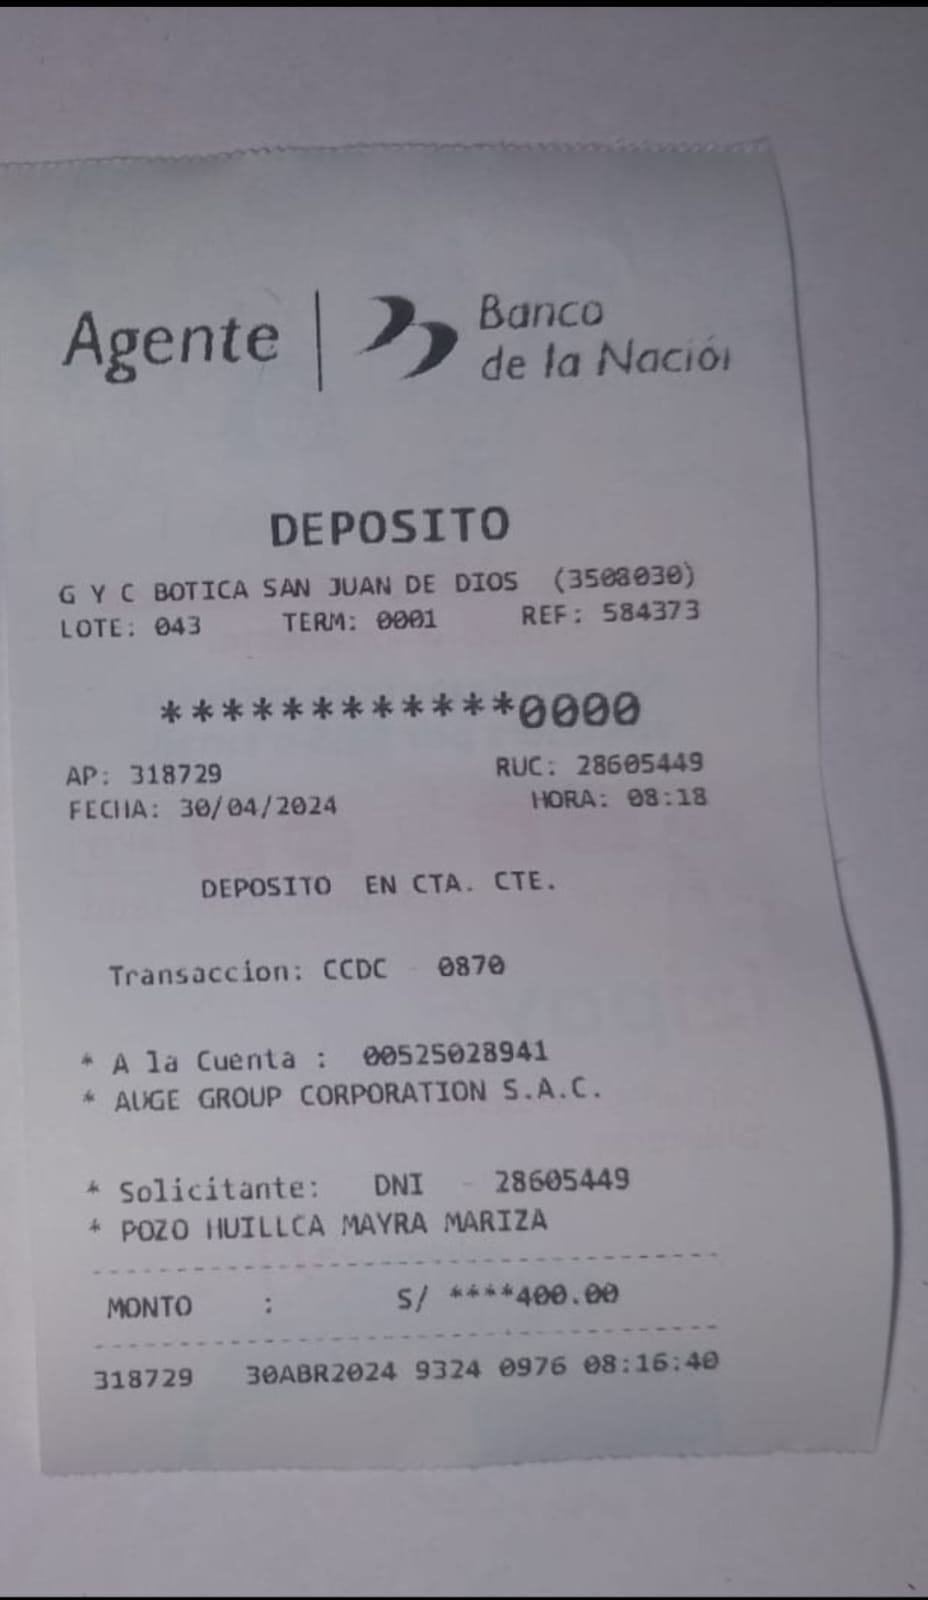 Agente | Banco
de la Nación
DEPOSITO
G Y C BOTICA SAN JUAN DE DIOS (3508030)
LOTE: 043 TERM: 0001 REF: 584373
************0000
AP: 318729 RUC: 28605449
FECHA: 30/04/2024 HORA: 08:18
DEPOSITO EN CTA. CTE.
Transaccion: CCDC - 0870
* A la Cuenta : 00525028941
* AUGE GROUP CORPORATION S.A.C.
* Solicitante: DNI - 28605449
* POZO HUILLCA MAYRA MARIZA
MONTO : S/ ****400.00
318729 30ABR2024 9324 0976 08:16:40